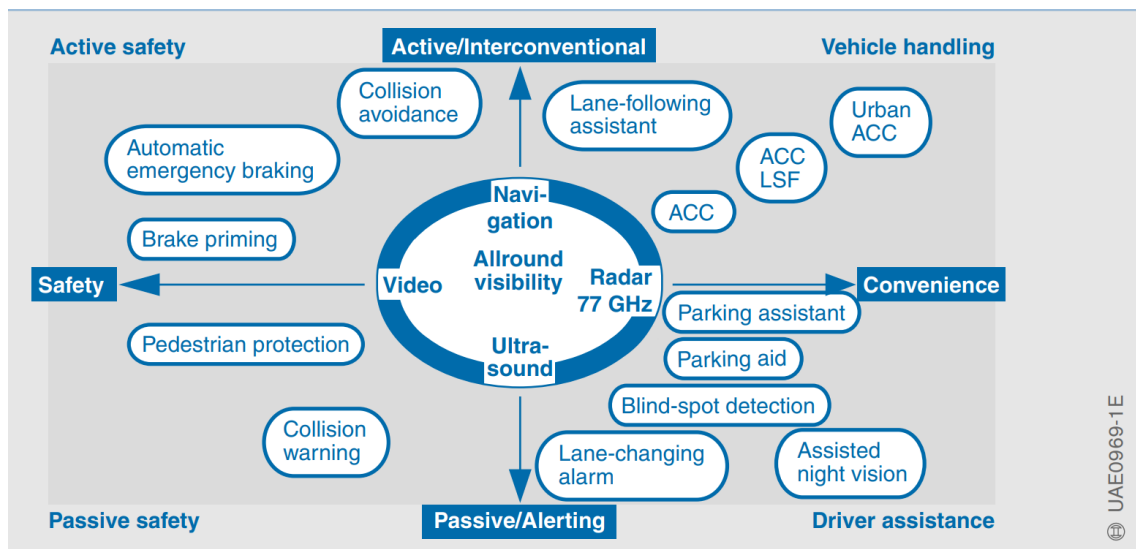 Active safety
Active/Interconventional
Vehicle handling
Collision
avoidance
Lane-following
assistant
Urban
ACC
Automatic
emergency braking
ACC
LSF
Navi-
gation
ACC
Brake priming
Allround
visibility
Safety
Video
Radar
77 GHz
Convenience
Parking assistant
Pedestrian protection
Ultra-
sound
Parking aid
Blind-spot detection
Collision
warning
Lane-changing
alarm
Assisted
night vision
Passive safety
Passive/Alerting
Driver assistance
UAE0969-1E